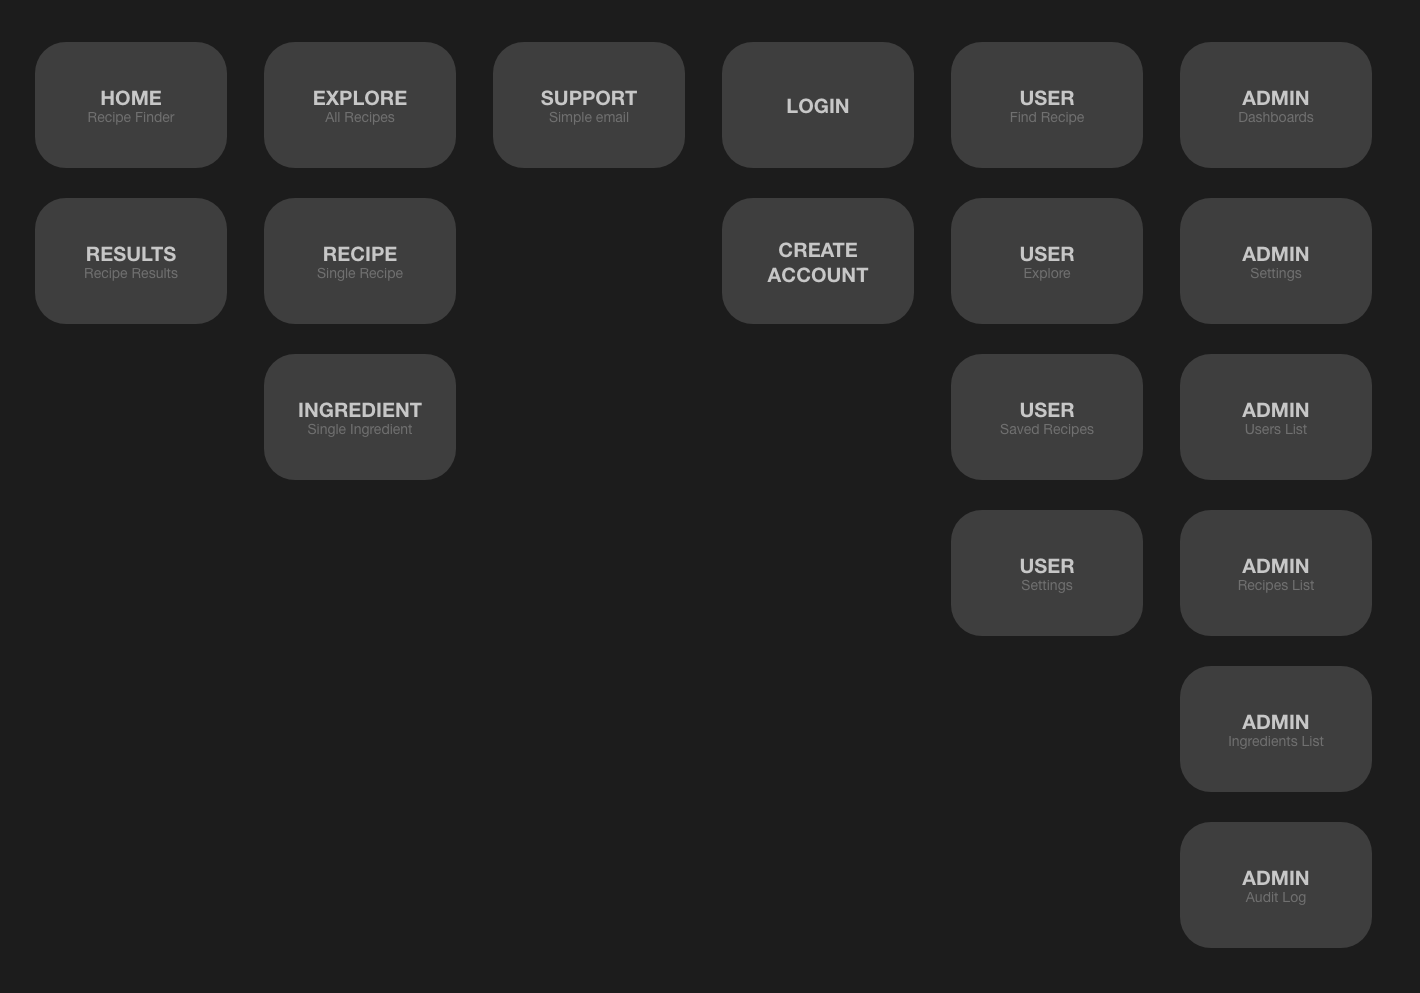 HOME
Recipe Finder
EXPLORE
All Recipes
SUPPORT
Simple email
LOGIN
USER
Find Recipe
ADMIN
Dashboards
RESULTS
Recipe Results
RECIPE
Single Recipe
CREATE
ACCOUNT
USER
Explore
ADMIN
Settings
INGREDIENT
Single Ingredient
USER
Saved Recipes
ADMIN
Users List
USER
Settings
ADMIN
Recipes List
ADMIN
Ingredients List
ADMIN
Audit Log